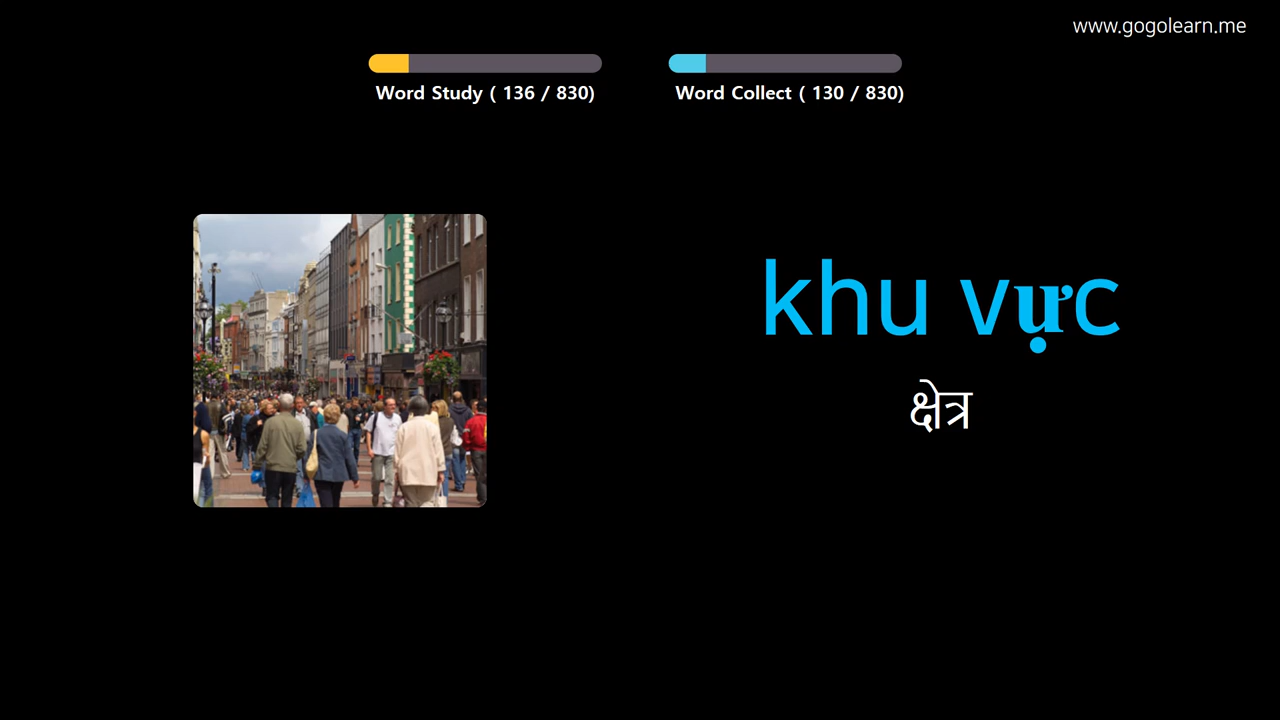 www.gogolearn.me
Word Study ( 136 / 830)
Word Collect ( 130 / 830)
khu vực
क्षेत्र